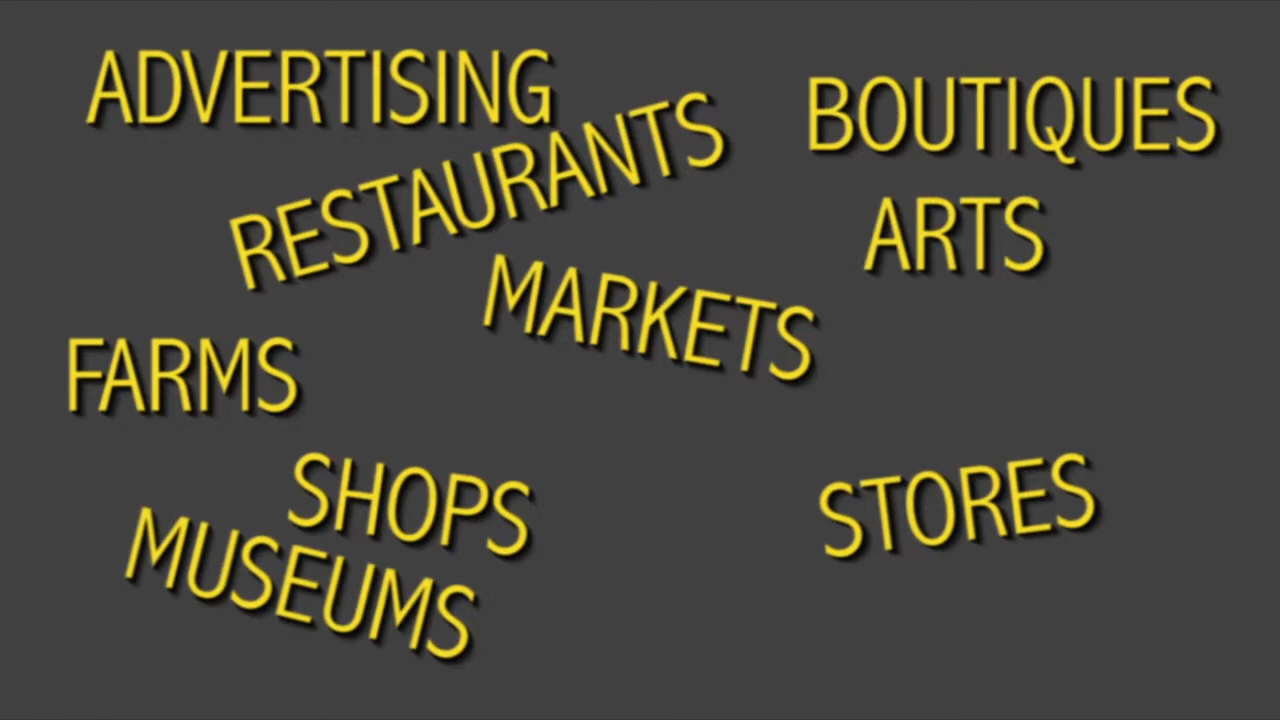 ADVERTISING
BOUTIQUES
RESTAURANTS
ARTS
MARKETS
FARMS
SHOPS
STORES
MUSEUMS